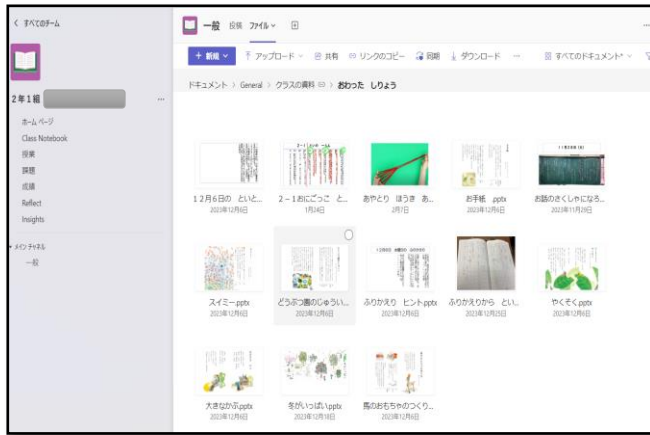 すべてのチーム
2年1組
ホーム ページ
Class Notebook
授業
課題
成績
Reflect
Insights
メイン チャネル
一般
一般 投稿 ファイル
新規 アップロード 共有 リンクのコピー 同期 ダウンロード すべてのドキュメント
ドキュメント General クラスの資料 おわった しりょう
12月6日の といと...
2023年12月6日
2-1おにごっこ と...
1月24日
あやとり ほうき あ...
2月7日
お手紙 .pptx
2023年12月6日
お話のさくしゃになろ...
2023年11月29日
スイミー.pptx
2023年12月6日
どうぶつ園のじゅうい...
2023年12月6日
ふりかえり ヒント.pptx
2023年12月6日
ふりかえりから とい...
2023年12月25日
やくそく.pptx
2023年12月6日
大きなかぶ.pptx
2023年12月6日
冬がいっぱい.pptx
2023年12月18日
馬のおもちゃのつくり...
2023年12月6日